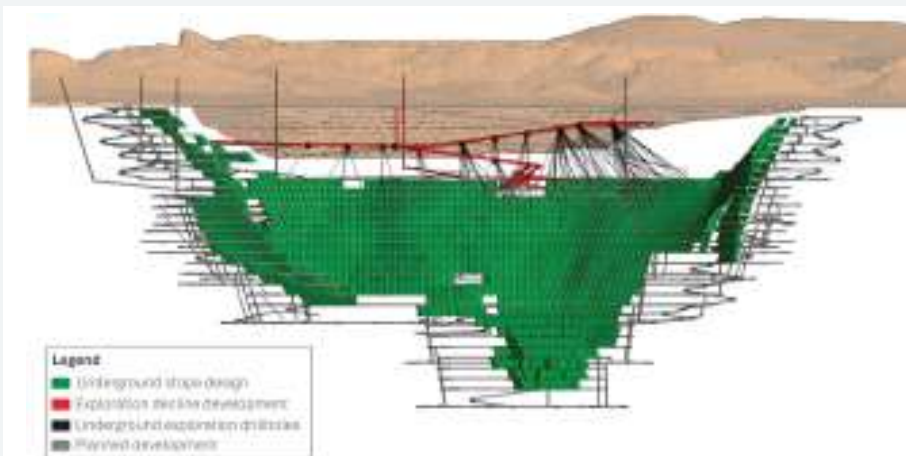 Legend
Underground stope design
Exploration decline development
Underground exploration drillholes
Planned development